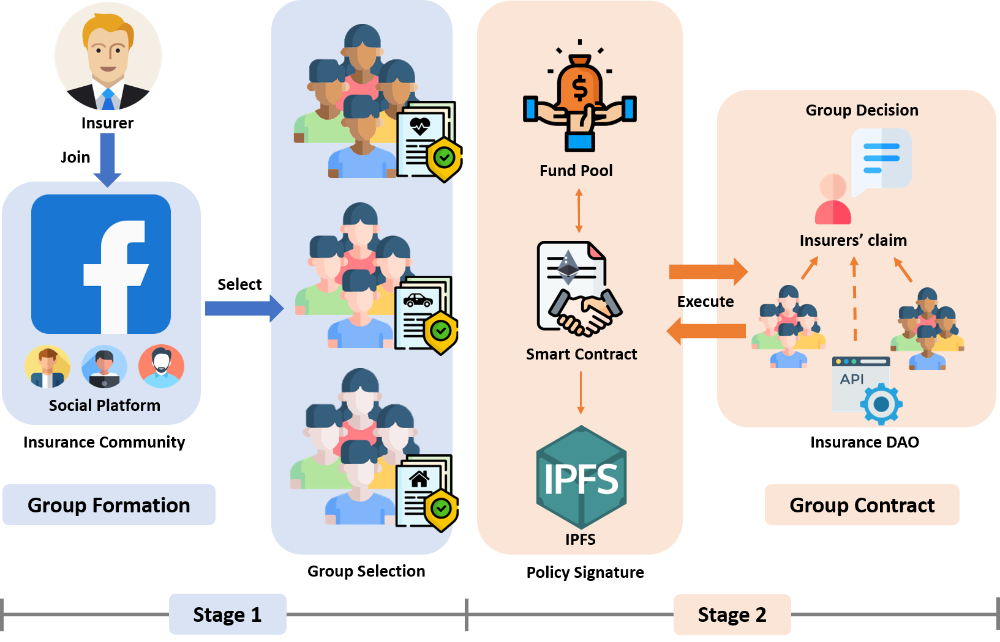 Insurer
Join
f
Social Platform
Insurance Community
Group Formation
Select
Group Selection
Stage 1
$
Fund Pool
Smart Contract
IPFS
IPFS
Policy Signature
Execute
Group Decision
Insurers’ claim
API
Insurance DAO
Group Contract
Stage 2